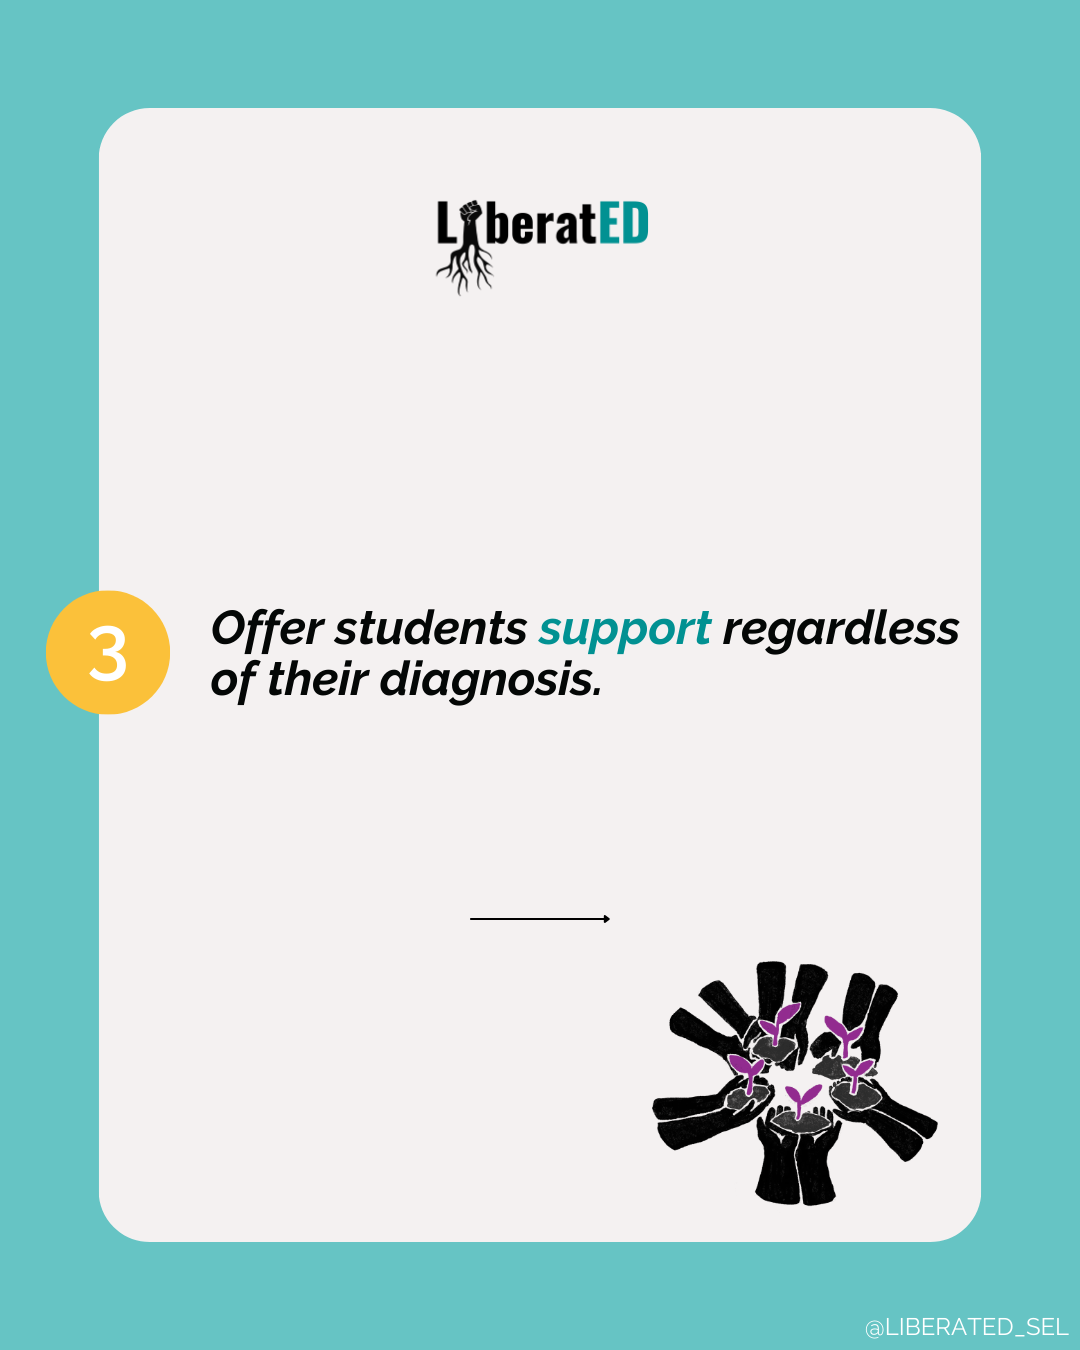 LiberatED
3
Offer students support regardless
of their diagnosis.
@LIBERATED_SEL